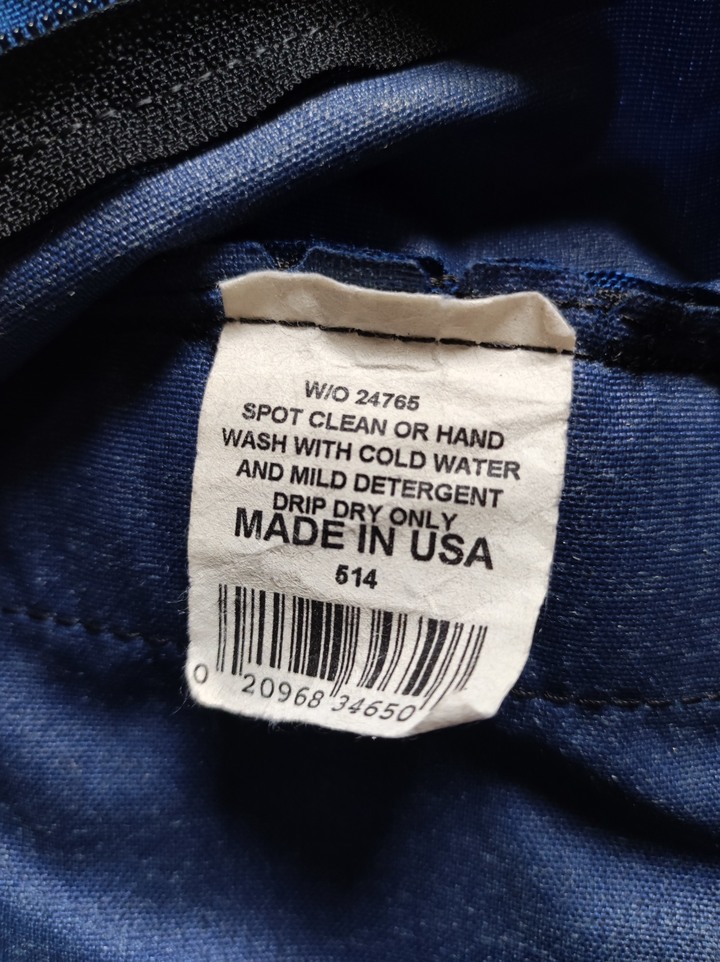 W/O 24765
SPOT CLEAN OR HAND
WASH WITH COLD WATER
AND MILD DETERGENT
DRIP DRY ONLY
MADE IN USA
514
0 20968 34650